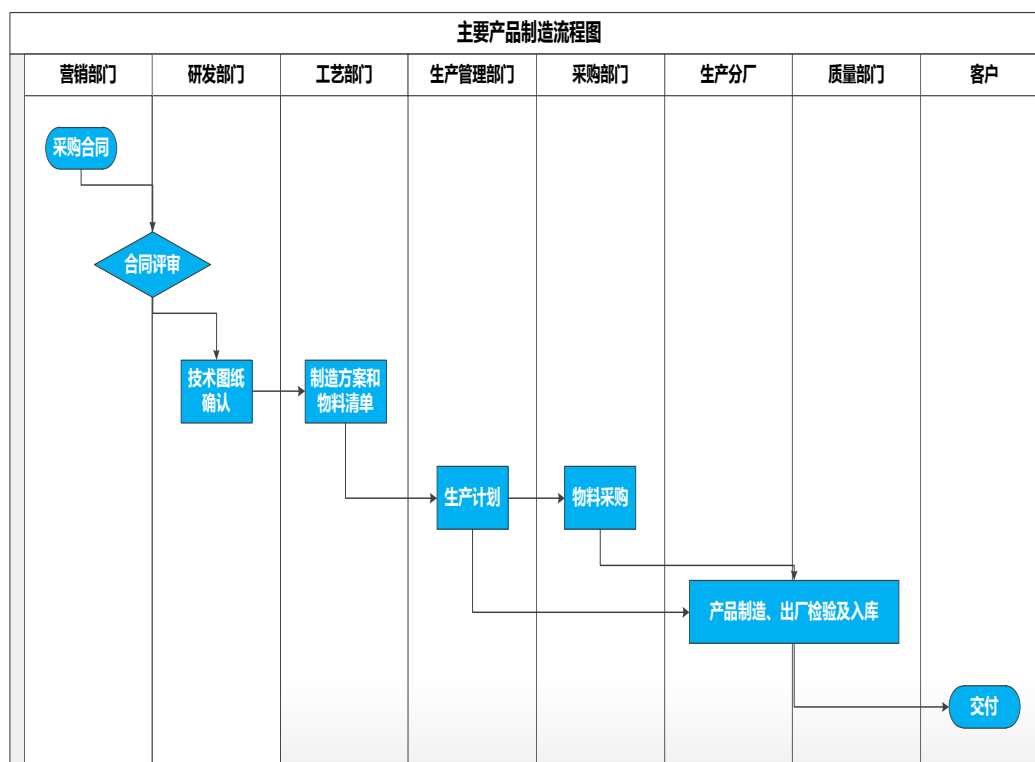 主要产品制造流程图
营销部门
研发部门
工艺部门
生产管理部门
采购部门
生产分厂
质量部门
客户
采购合同
合同评审
技术图纸
确认
制造方案和
物料清单
生产计划
物料采购
产品制造、出厂检验及入库
交付